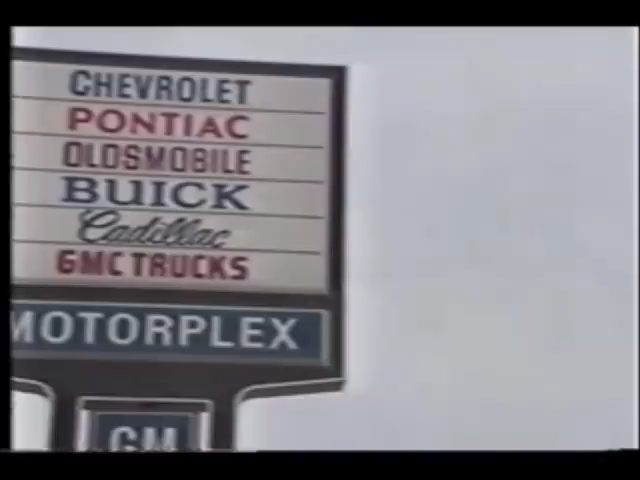 CHEVROLET
PONTIAC
OLDSMOBILE
BUICK
Cadillac
GMC TRUCKS
MOTORPLEX
GM